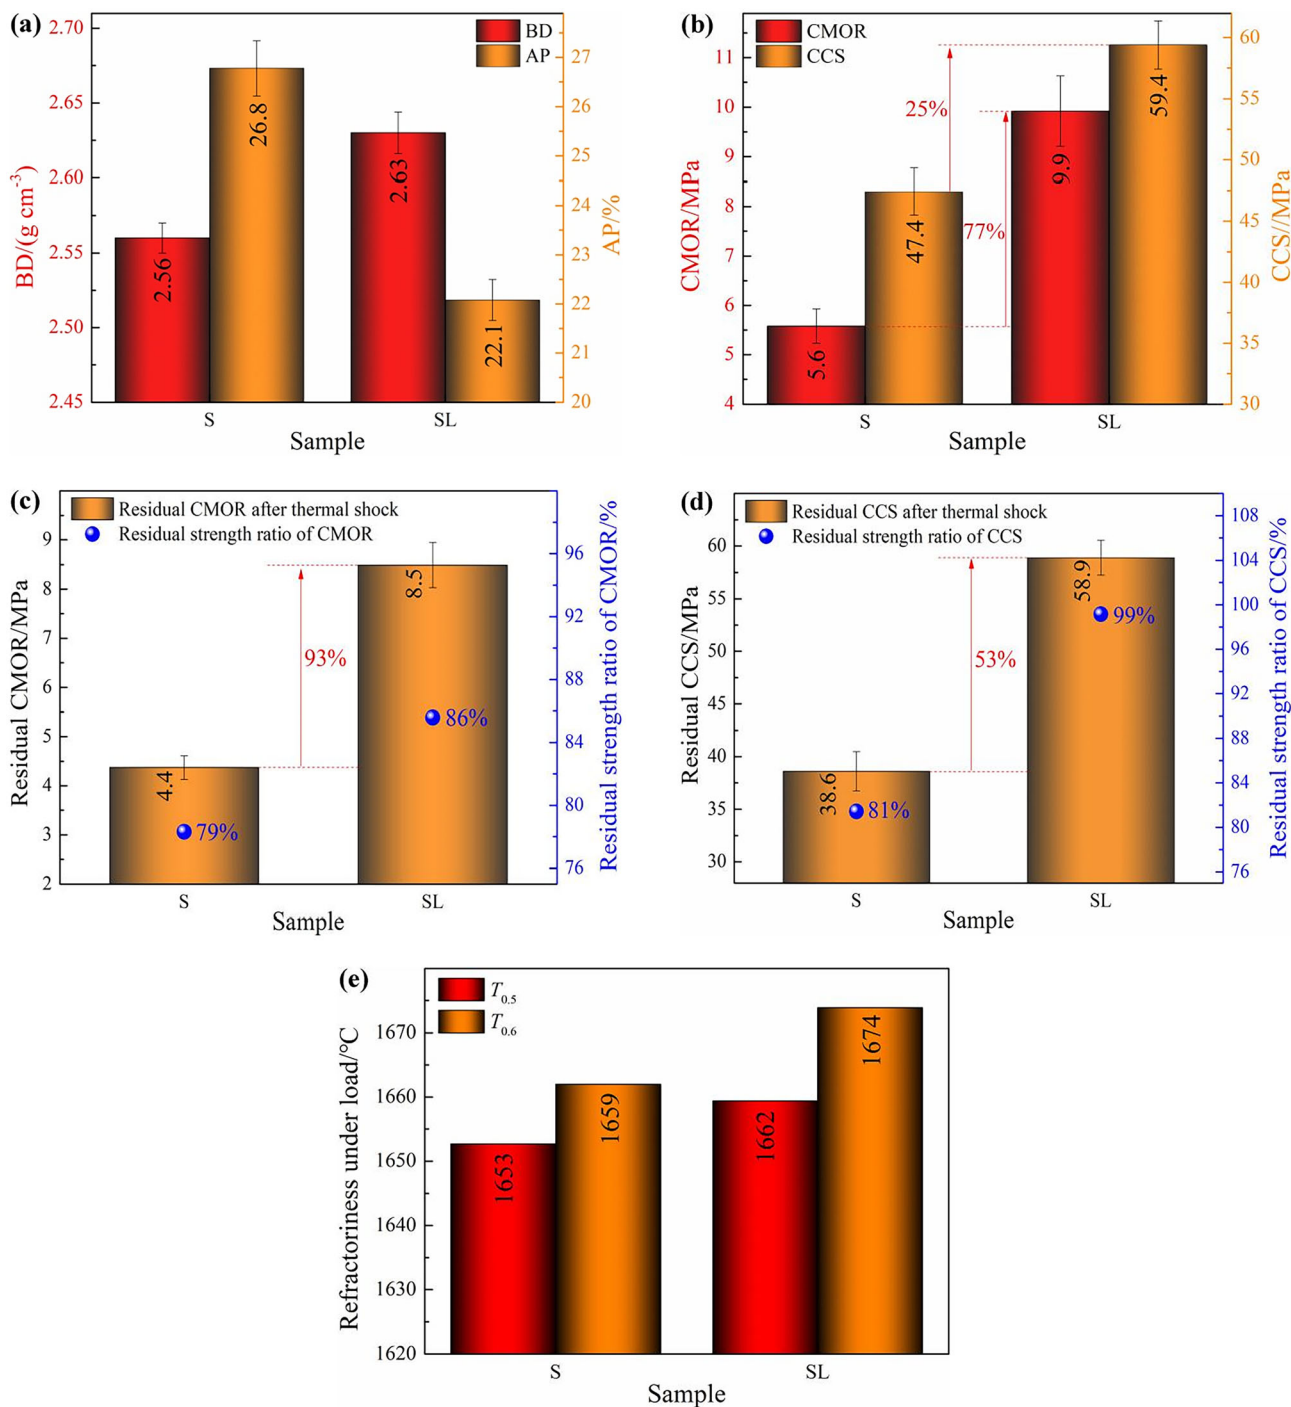 (a)
BD
AP
2.70
2.65
2.60
2.55
2.50
2.45
BD/(g cm⁻³)
27
26
25
24
23
22
21
20
AP/%
2.56
26.8
2.63
22.1
S
SL
Sample
(b)
CMOR
CCS
11
10
9
8
7
6
5
4
CMOR/MPa
60
55
50
45
40
35
30
CCS//MPa
25%
77%
5.6
47.4
9.9
59.4
S
SL
Sample
(c)
Residual CMOR after thermal shock
Residual strength ratio of CMOR
9
8
7
6
5
4
3
2
Residual CMOR/MPa
96
92
88
84
80
76
Residual strength ratio of CMOR/%
93%
4.4
79%
8.5
86%
S
SL
Sample
(d)
Residual CCS after thermal shock
Residual strength ratio of CCS
60
55
50
45
40
35
30
Residual CCS/MPa
108
104
100
96
92
88
84
80
76
Residual strength ratio of CCS/%
53%
38.6
81%
58.9
99%
S
SL
Sample
(e)
T0.5
T0.6
1670
1660
1650
1640
1630
1620
Refractoriness under load/°C
1653
1659
1662
1674
S
SL
Sample